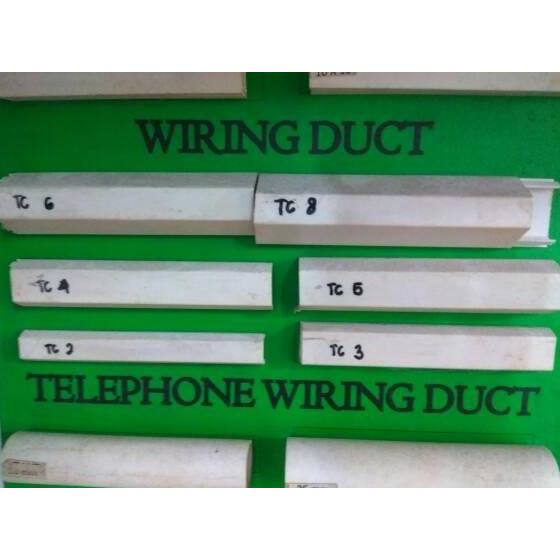 WIRING DUCT
TC 6
TC 8
TC 4
TC 5
TC 2
TC 3
TELEPHONE WIRING DUCT